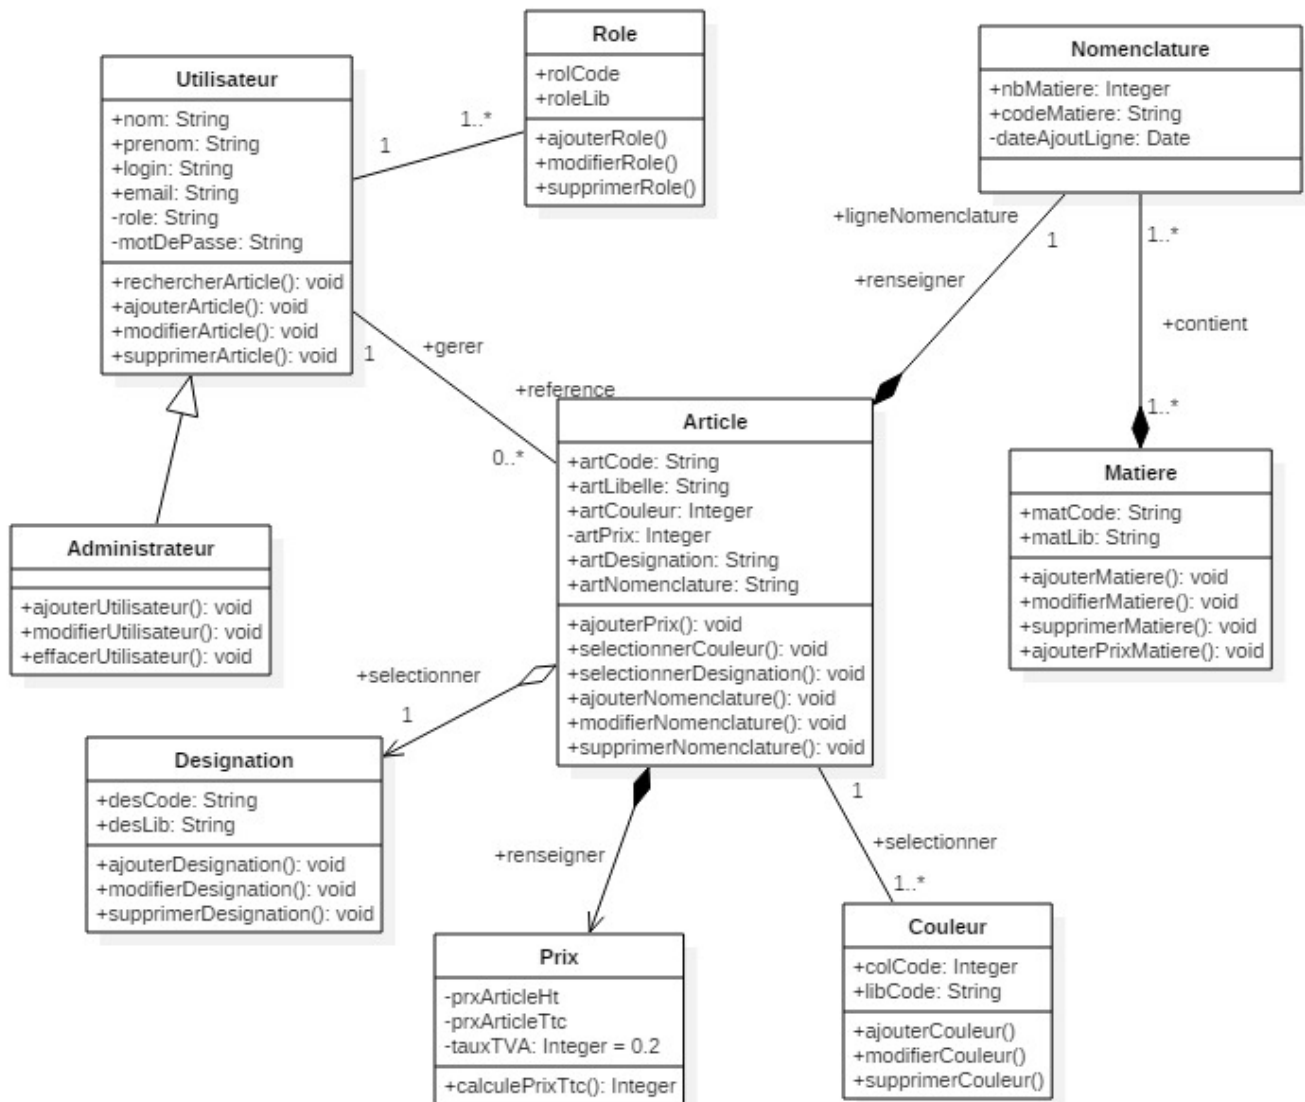 Role
+rolCode
+roleLib
+ajouterRole()
+modifierRole()
+supprimerRole()
Nomenclature
+nbMatiere: Integer
+codeMatiere: String
-dateAjoutLigne: Date
Utilisateur
+nom: String
+prenom: String
+login: String
+email: String
-role: String
-motDePasse: String
+rechercherArticle(): void
+ajouterArticle(): void
+modifierArticle(): void
+supprimerArticle(): void
1
1..*
+ligneNomenclature
1
+renseigner
1..*
+contient
1..*
1
+gerer
+reference
0..*
Article
+artCode: String
+artLibelle: String
+artCouleur: Integer
-artPrix: Integer
+artDesignation: String
+artNomenclature: String
+ajouterPrix(): void
+selectionnerCouleur(): void
+selectionnerDesignation(): void
+ajouterNomenclature(): void
+modifierNomenclature(): void
+supprimerNomenclature(): void
Matiere
+matCode: String
+matLib: String
+ajouterMatiere(): void
+modifierMatiere(): void
+supprimerMatiere(): void
+ajouterPrixMatiere(): void
Administrateur
+ajouterUtilisateur(): void
+modifierUtilisateur(): void
+effacerUtilisateur(): void
+selectionner
1
Designation
+desCode: String
+desLib: String
+ajouterDesignation(): void
+modifierDesignation(): void
+supprimerDesignation(): void
+renseigner
1
+selectionner
1..*
Prix
-prxArticleHt
-prxArticleTtc
-tauxTVA: Integer = 0.2
+calculePrixTtc(): Integer
Couleur
+colCode: Integer
+libCode: String
+ajouterCouleur()
+modifierCouleur()
+supprimerCouleur()